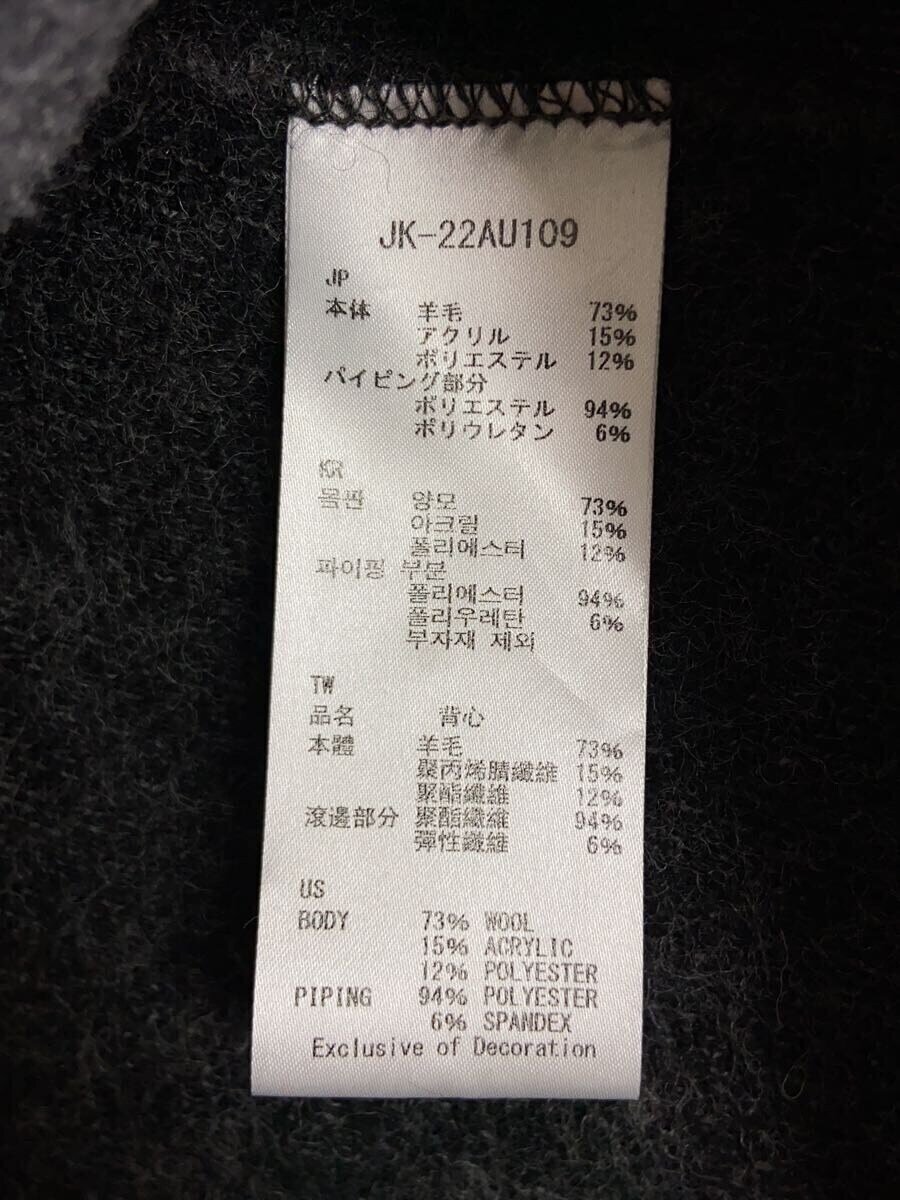 JK-22AU109
JP
本体 羊毛 73%
アクリル 15%
ポリエステル 12%
パイピング部分
ポリエステル 94%
ポリウレタン 6%
KR
몸판 양모 73%
아크릴 15%
폴리에스터 12%
파이핑 부분
폴리에스터 94%
폴리우레탄 6%
부자재 제외
TW
品名 背心
本體 羊毛 73%
聚丙烯腈纖維 15%
聚酯纖維 12%
滾邊部分 聚酯纖維 94%
彈性纖維 6%
US
BODY 73% WOOL
15% ACRYLIC
12% POLYESTER
PIPING 94% POLYESTER
6% SPANDEX
Exclusive of Decoration